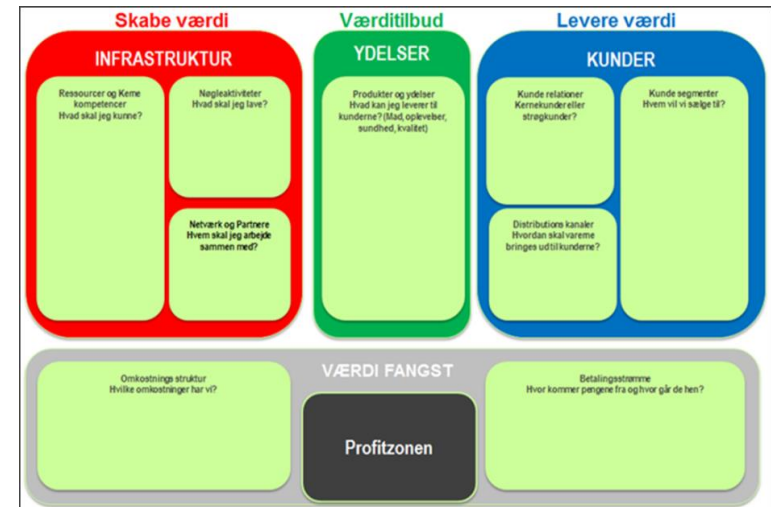 Skabe værdi
Værditilbud
Levere værdi
INFRASTRUKTUR
Ressourcer og Kerne
kompetencer
Hvad skal jeg kunne?
Nøgleaktiviteter
Hvad skal jeg lave?
Netværk og Partnere
Hvem skal jeg arbejde
sammen med?
YDELSER
Produkter og ydelser
Hvad kan jeg leverer til
kunderne? (Mad, oplevelser,
sundhed, kvalitet)
KUNDER
Kunde relationer
Kernekunder eller
strøgkunder?
Distributions kanaler
Hvordan skal varerne
bringes ud til kunderne?
Kunde segmenter
Hvem vil vi sælge til?
VÆRDI FANGST
Omkostnings struktur
Hvilke omkostninger har vi?
Profitzonen
Betalingsstrømme
Hvor kommer pengene fra og hvor går de hen?